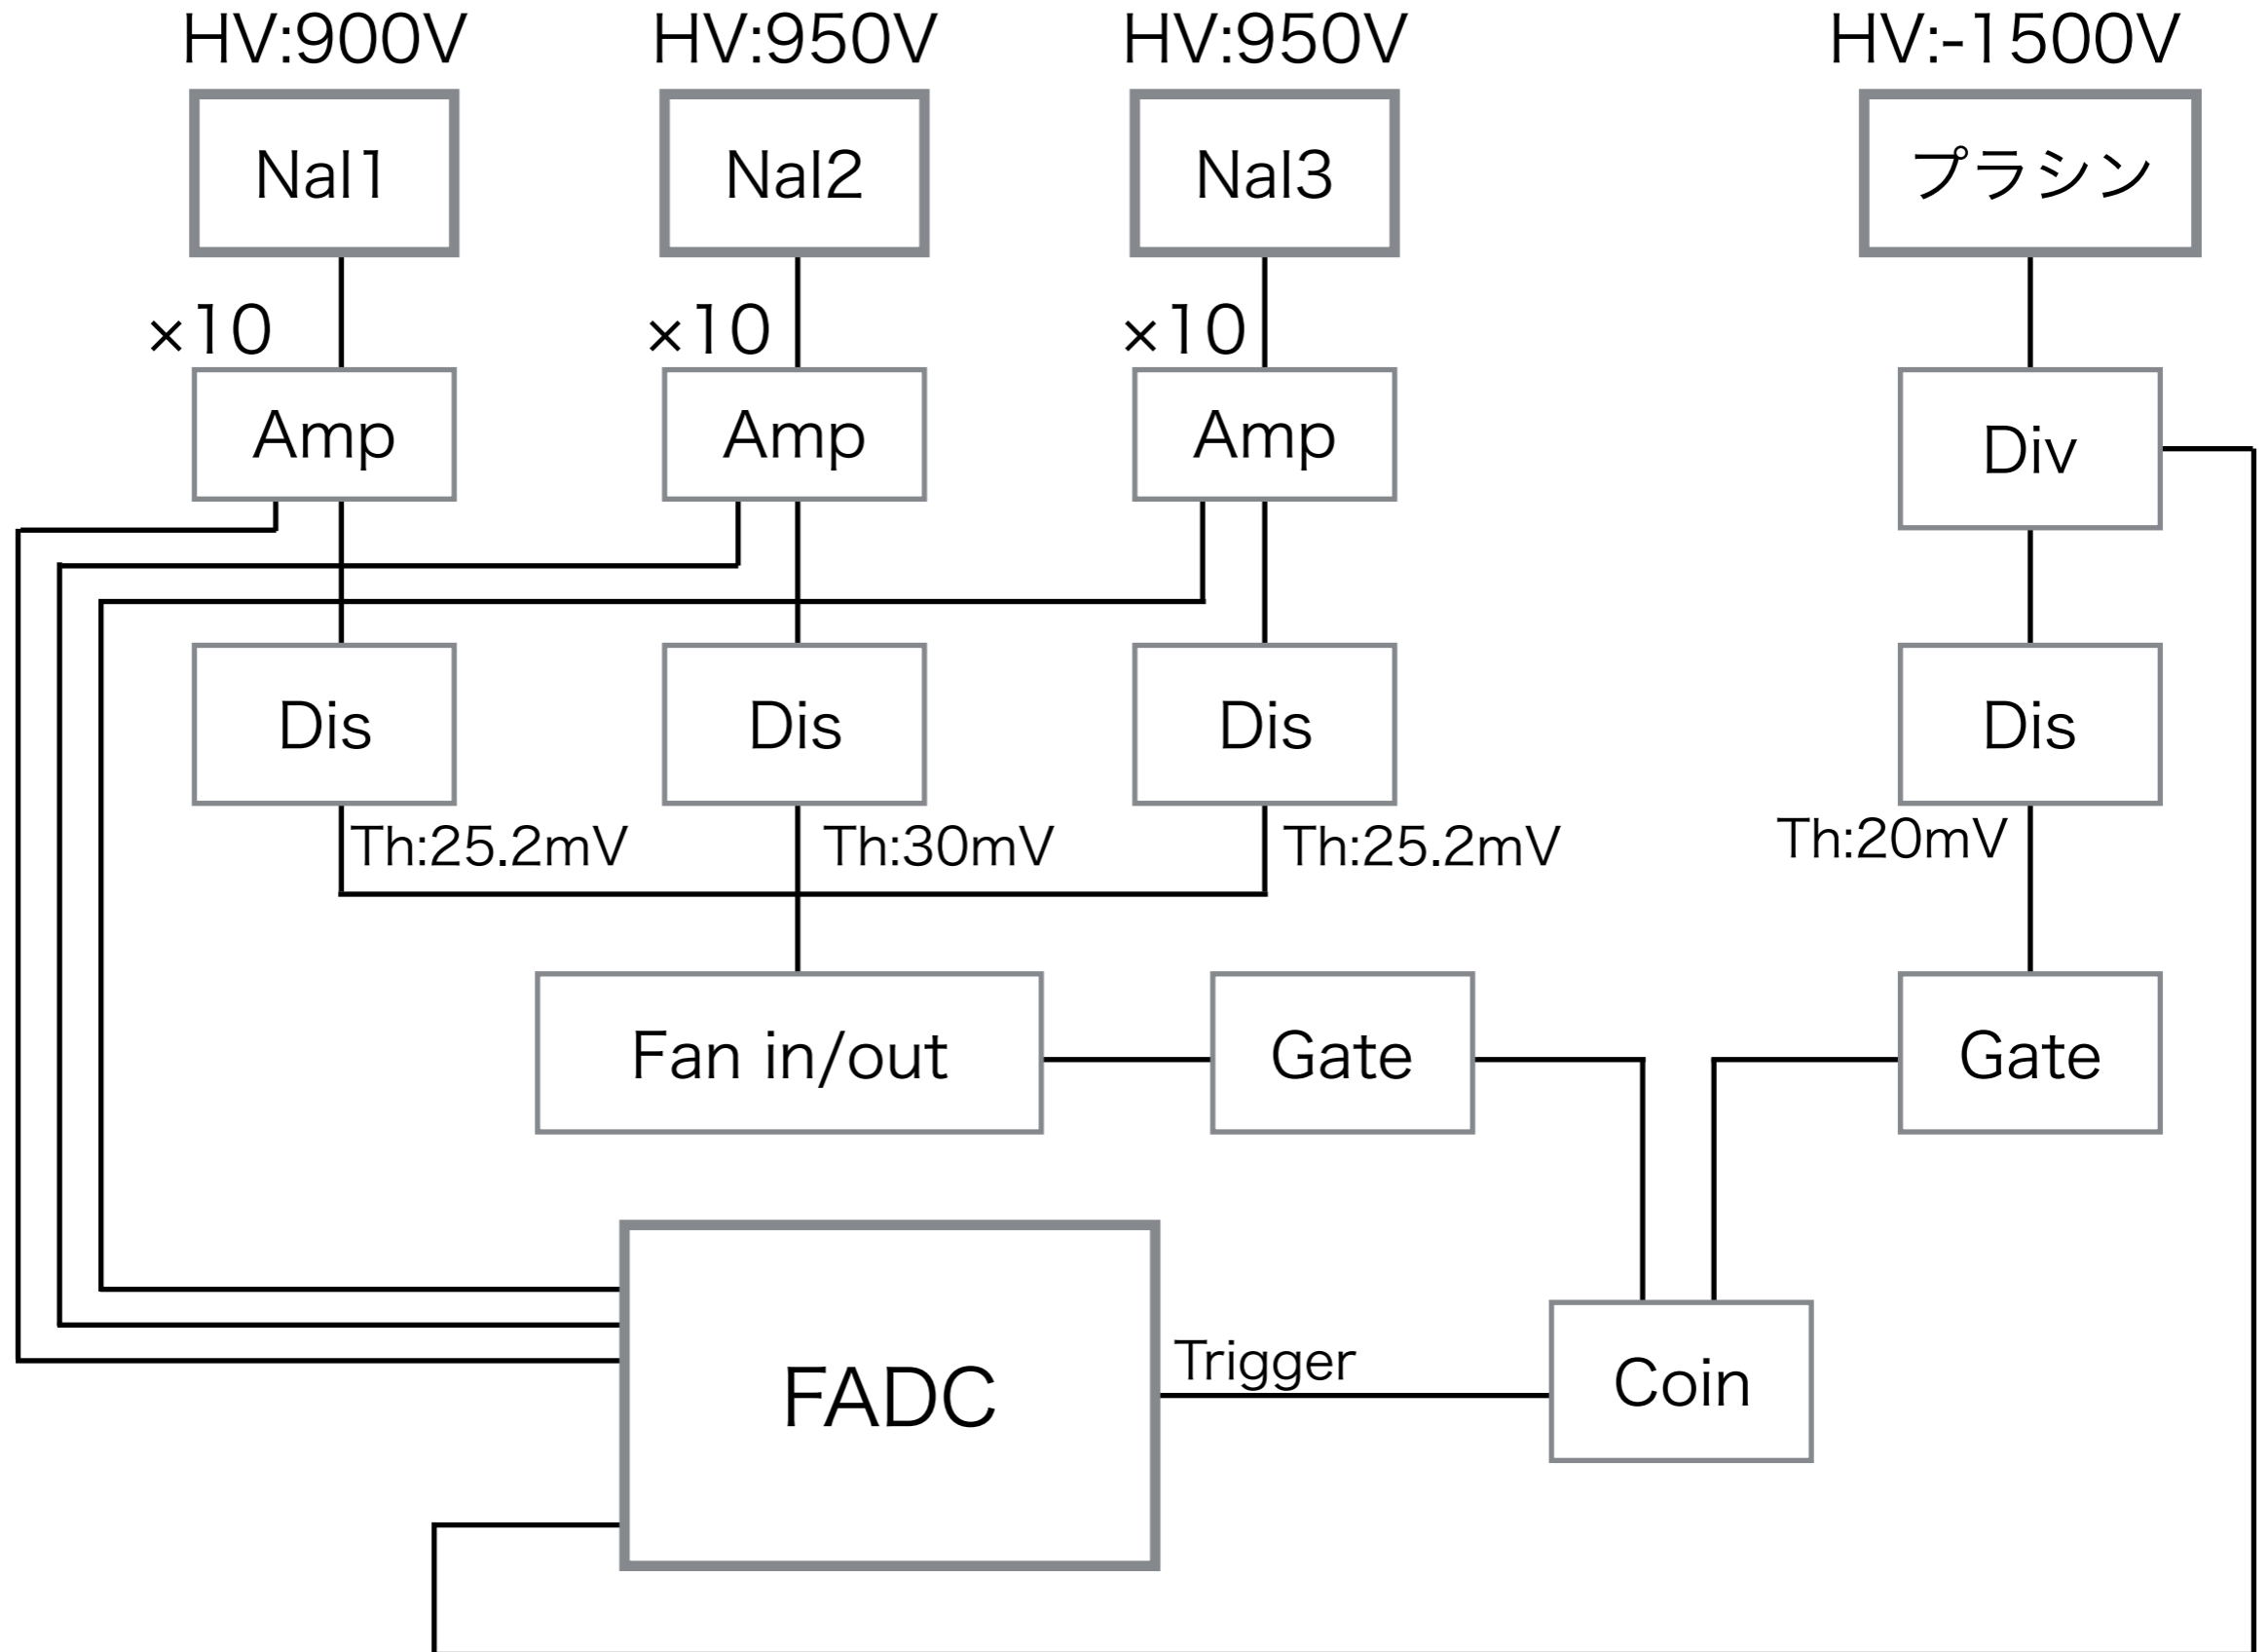 HV:900V HV:950V HV:950V HV:-1500V
NaI1 NaI2 NaI3 プラシン
×10 ×10 ×10
Amp Amp Amp Div
Dis Dis Dis Dis
Th:25.2mV Th:30mV Th:25.2mV Th:20mV
Fan in/out Gate Gate
Trigger
FADC Coin